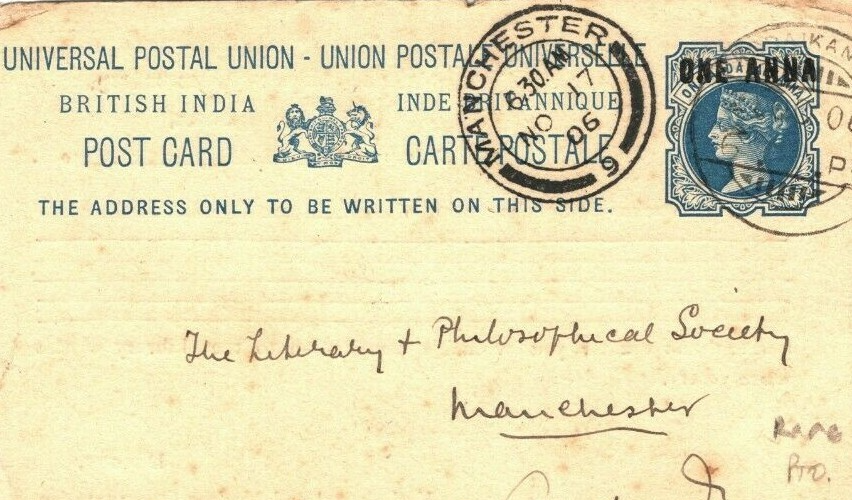 UNIVERSAL POSTAL UNION - UNION POSTALE UNIVERSELLE
BRITISH INDIA
INDE BRITANNIQUE
POST CARD
CARTE POSTALE
THE ADDRESS ONLY TO BE WRITTEN ON THIS SIDE.
MANCHESTER
6.30 AM
NO 17
06
9
ONE ANNA
06
The Literary + Philosophical Society
Manchester